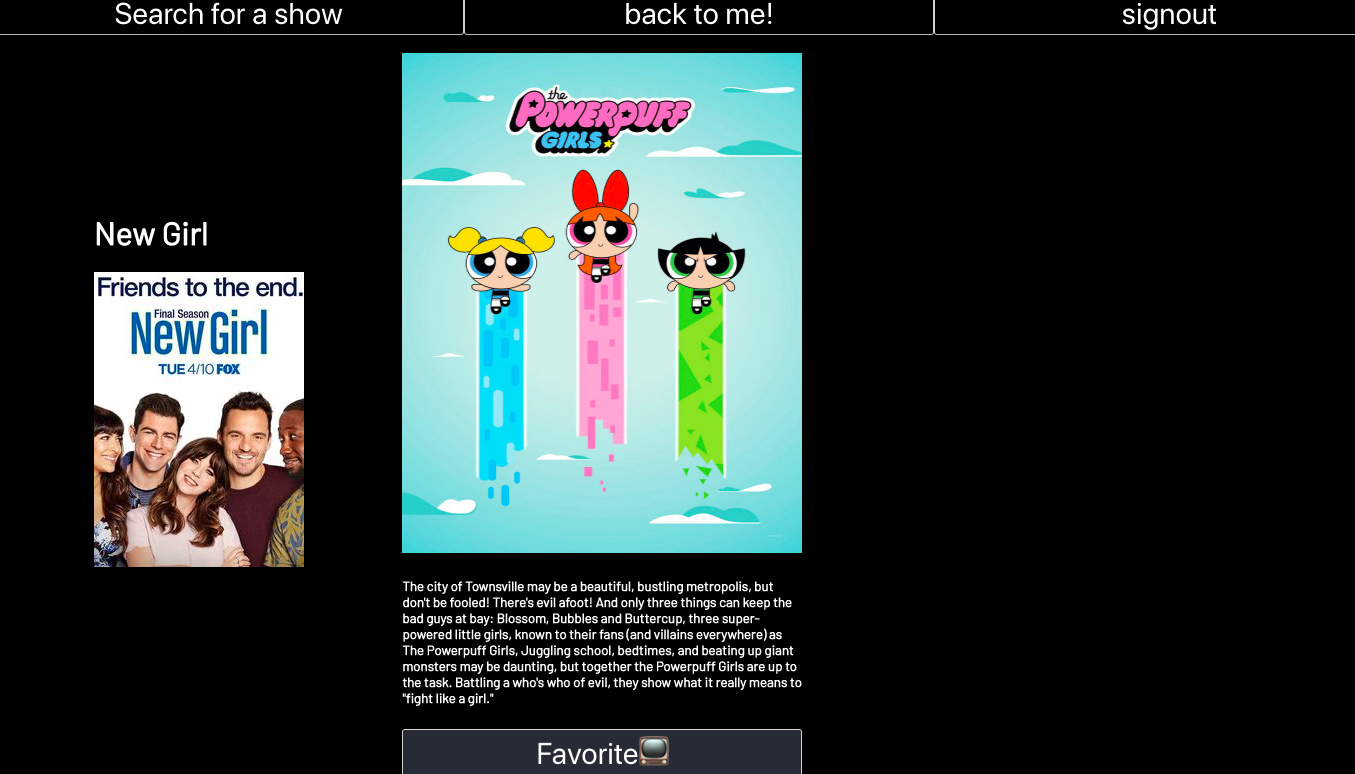 Search for a show
back to me!
signout
New Girl
Friends to the end.
Final Season
New Girl
TUE 4/10 FOX
the
POWERPUFF
GIRLS
The city of Townsville may be a beautiful, bustling metropolis, but
don't be fooled! There's evil afoot! And only three things can keep the
bad guys at bay: Blossom, Bubbles and Buttercup, three super-
powered little girls, known to their fans (and villains everywhere) as
The Powerpuff Girls, Juggling school, bedtimes, and beating up giant
monsters may be daunting, but together the Powerpuff Girls are up to
the task. Battling a who's who of evil, they show what it really means to
"fight like a girl."
Favorite